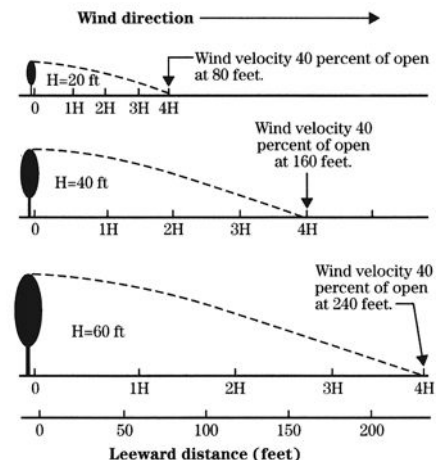 Wind direction
Wind velocity 40 percent of open
at 80 feet.
H=20 ft
0 1H 2H 3H 4H
Wind velocity 40
percent of open
at 160 feet.
H=40 ft
0 1H 2H 3H 4H
Wind velocity 40
percent of open
at 240 feet.
H=60 ft
0 1H 2H 3H 4H
0 50 100 150 200
Leeward distance (feet)